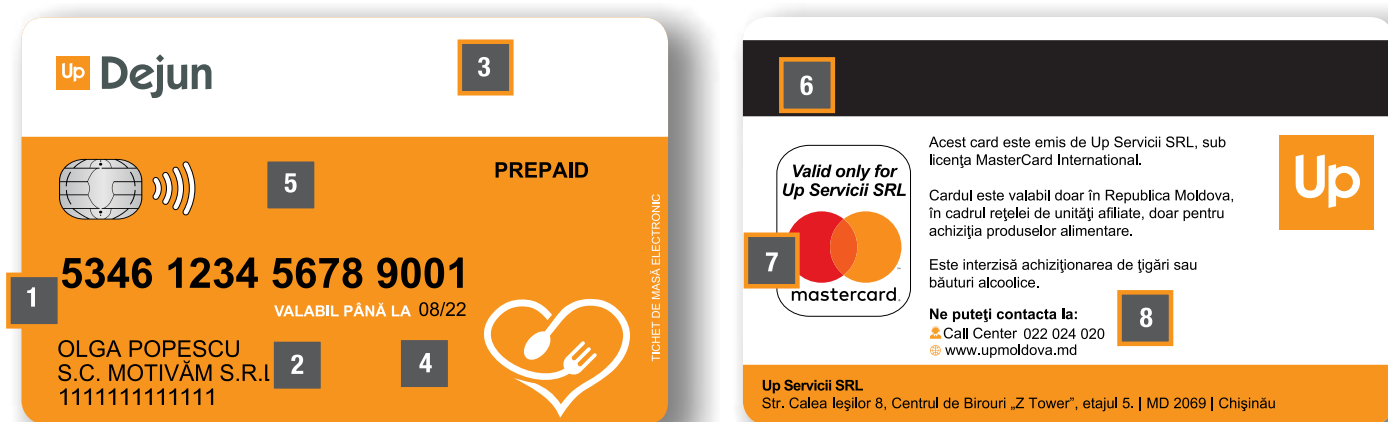 Up Dejun
3
5
PREPAID
TICHET DE MASĂ ELECTRONIC
5346 1234 5678 9001
1
VALABIL PÂNĂ LA 08/22
OLGA POPESCU
S.C. MOTIVĂM S.R.L
1111111111111
2
4
6
Valid only for
Up Servicii SRL
7
mastercard.
Acest card este emis de Up Servicii SRL, sub
licenţa MasterCard International.
Cardul este valabil doar în Republica Moldova,
în cadrul reţelei de unităţi afiliate, doar pentru
achiziţia produselor alimentare.
Este interzisă achiziţionarea de ţigări sau
băuturi alcoolice.
Ne puteţi contacta la:
Call Center 022 024 020
www.upmoldova.md
8
Up
Up Servicii SRL
Str. Calea Ieşilor 8, Centrul de Birouri „Z Tower”, etajul 5. | MD 2069 | Chişinău